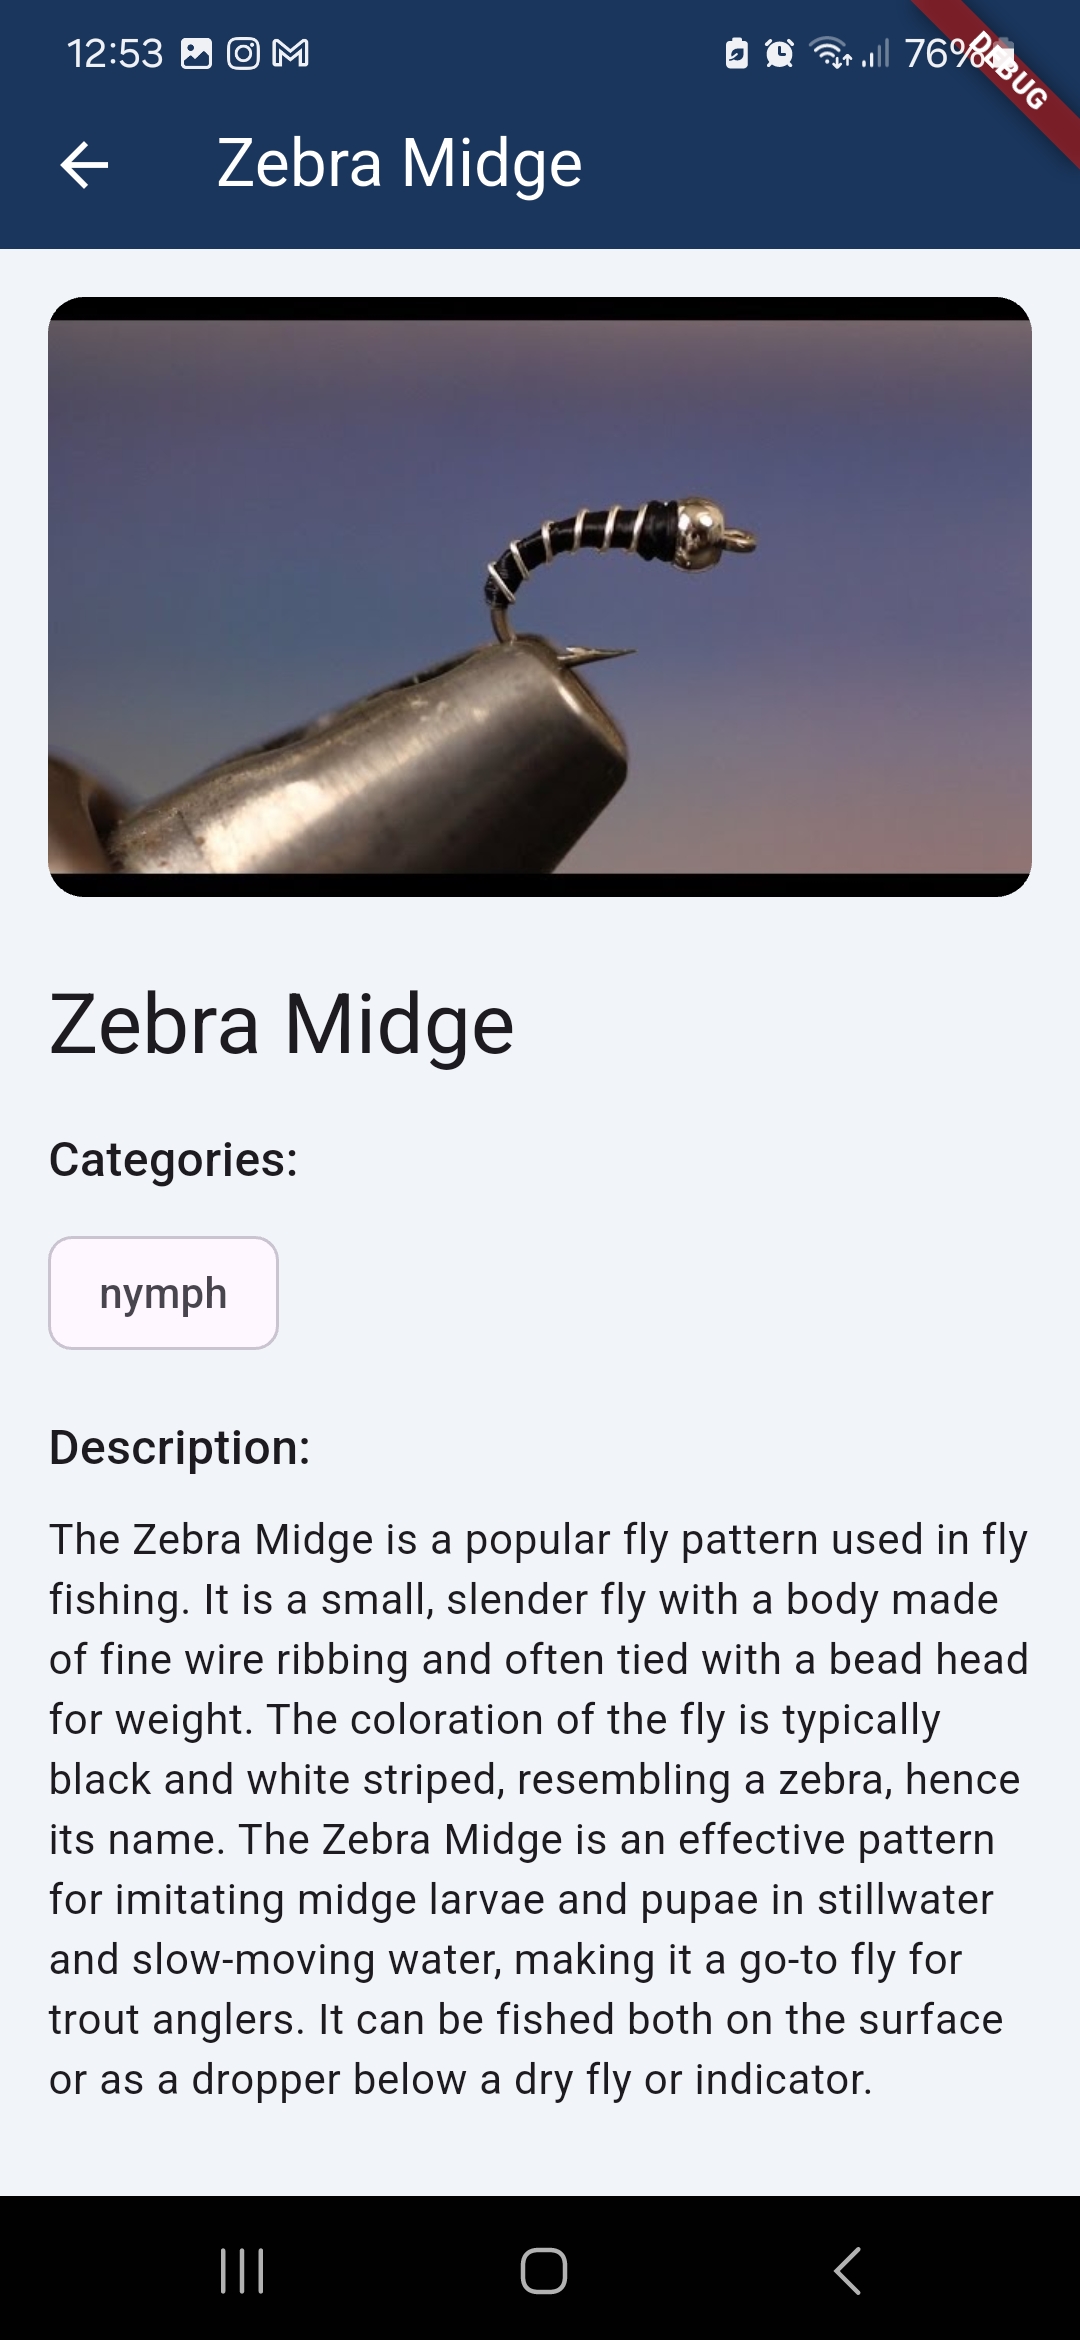 12:53
76%
DEBUG
Zebra Midge
Zebra Midge
Categories:
nymph
Description:
The Zebra Midge is a popular fly pattern used in fly
fishing. It is a small, slender fly with a body made
of fine wire ribbing and often tied with a bead head
for weight. The coloration of the fly is typically
black and white striped, resembling a zebra, hence
its name. The Zebra Midge is an effective pattern
for imitating midge larvae and pupae in stillwater
and slow-moving water, making it a go-to fly for
trout anglers. It can be fished both on the surface
or as a dropper below a dry fly or indicator.